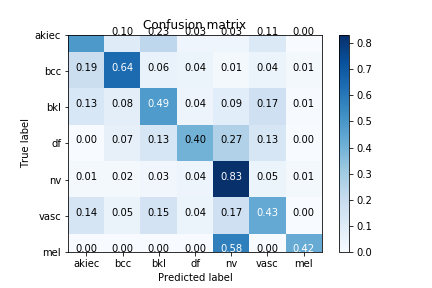 Confusion matrix
akiec 0.10 0.23 0.03 0.03 0.11 0.00
bcc 0.19 0.64 0.06 0.04 0.01 0.04 0.01
bkl 0.13 0.08 0.49 0.04 0.09 0.17 0.01
df 0.00 0.07 0.13 0.40 0.27 0.13 0.00
nv 0.01 0.02 0.03 0.04 0.83 0.05 0.01
vasc 0.14 0.05 0.15 0.04 0.17 0.43 0.00
mel 0.00 0.00 0.00 0.00 0.58 0.00 0.42
akiec bcc bkl df nv vasc mel
True label
Predicted label
0.8
0.7
0.6
0.5
0.4
0.3
0.2
0.1
0.0